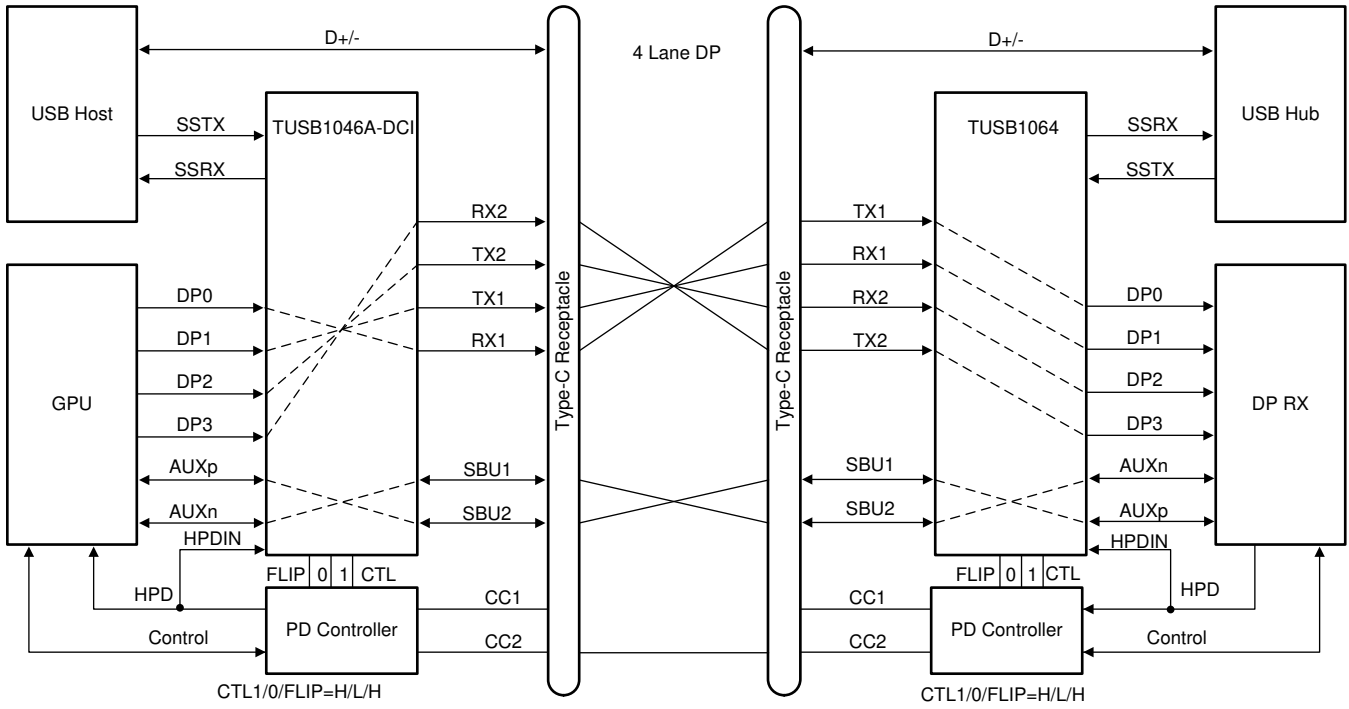 D+/-
4 Lane DP
D+/-
USB Host
TUSB1046A-DCI
TUSB1064
USB Hub
SSTX
SSRX
SSRX
SSTX
RX2
TX2
TX1
RX1
TX1
RX1
RX2
TX2
Type-C Receptacle
Type-C Receptacle
DP0
DP1
DP2
DP3
GPU
DP0
DP1
DP2
DP3
DP RX
AUXp
AUXn
SBU1
SBU2
SBU1
SBU2
AUXn
AUXp
HPDIN
HPDIN
FLIP 0 1 CTL
FLIP 0 1 CTL
HPD
CC1
CC1
HPD
PD Controller
PD Controller
Control
CC2
CC2
Control
CTL1/0/FLIP=H/L/H
CTL1/0/FLIP=H/L/H